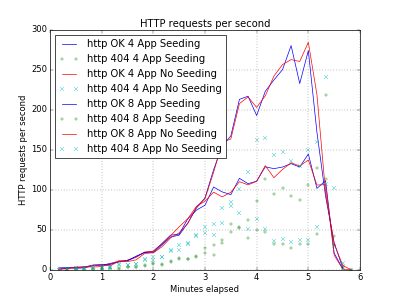 HTTP requests per second
300
250
200
150
100
50
0
HTTP requests per second
http OK 4 App Seeding
http 404 4 App Seeding
http OK 4 App No Seeding
http 404 4 App No Seeding
http OK 8 App Seeding
http 404 8 App Seeding
http OK 8 App No Seeding
http 404 8 App No Seeding
0 1 2 3 4 5 6
Minutes elapsed